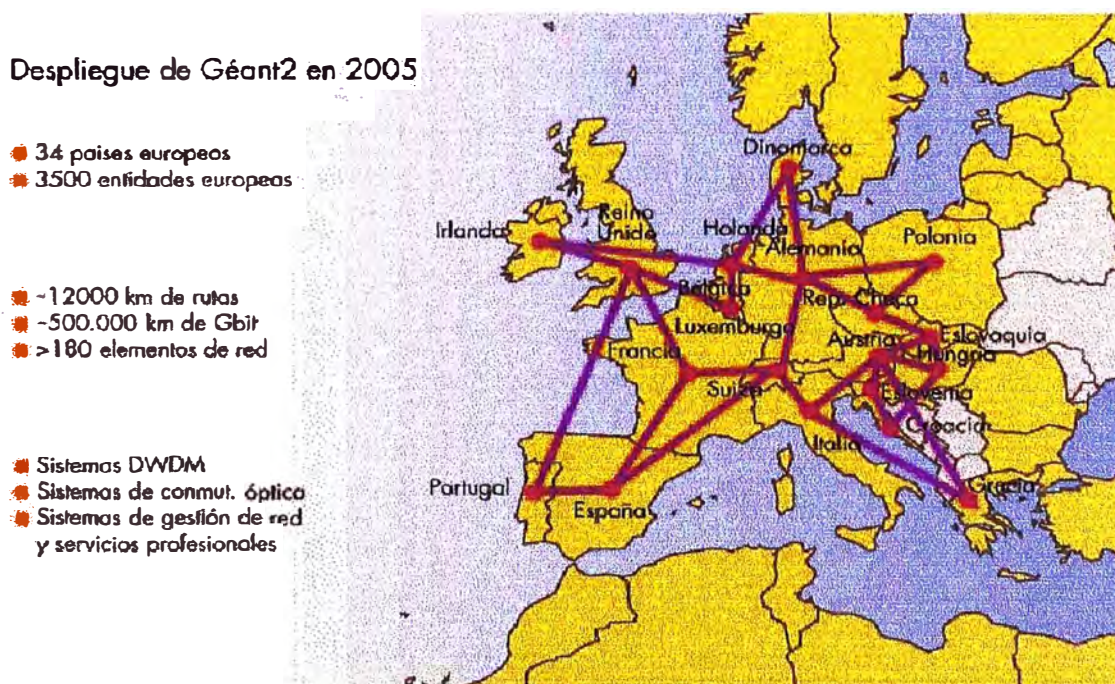 Despliegue de Géant2 en 2005
34 paises europeos
3500 entidades europeas
~12000 km de rutas
~500.000 km de Gbit
>180 elementos de red
Sistemas DWDM
Sistemas de conmut. óptica
Sistemas de gestión de red
y servicios profesionales
Dinamarca
Irlanda
Reino
Unido
Holanda
Alemania
Polonia
Bélgica
Rep. Checa
Luxemburgo
Austria
Eslovaquia
Francia
Hungria
Suiza
Eslovenia
Croacia
Italia
Portugal
España
Grecia